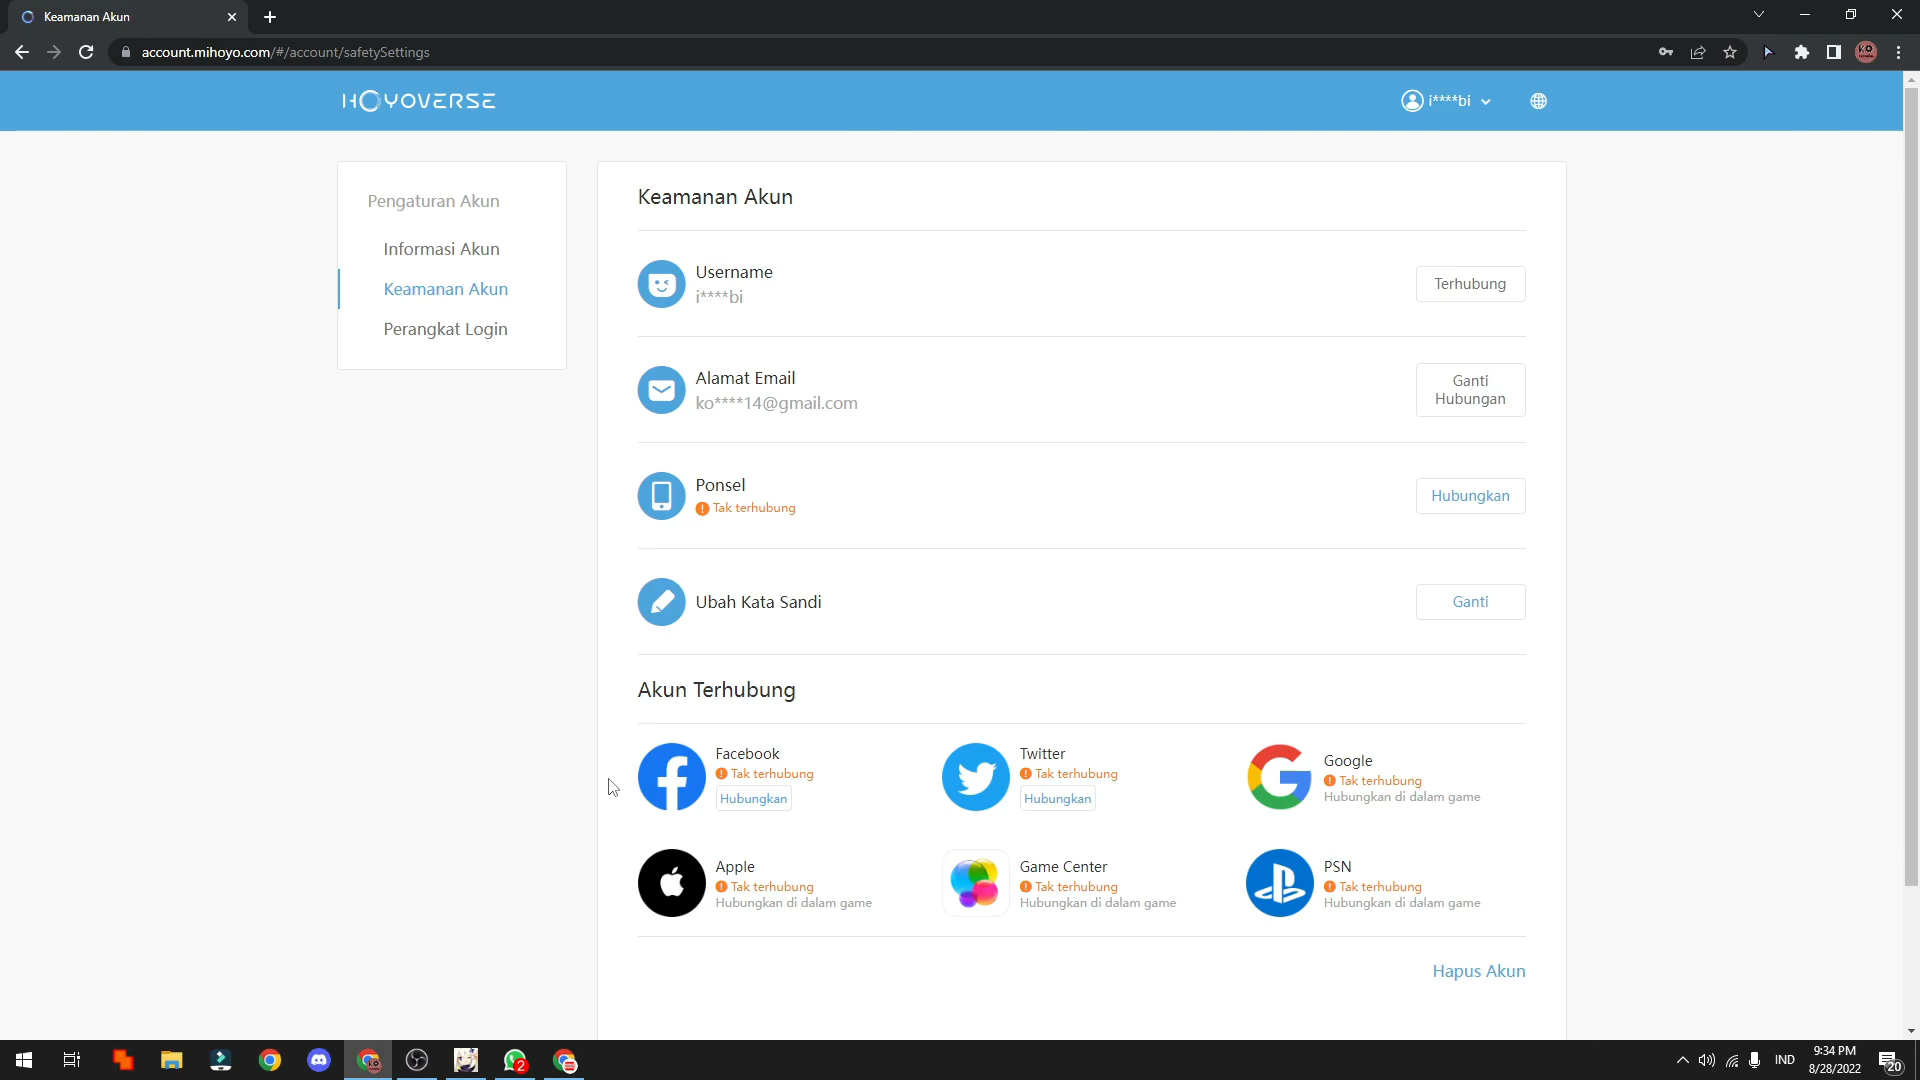 Keamanan Akun
account.mihoyo.com/#/account/safetySettings
HOYOVERSE
i****bi
Pengaturan Akun
Informasi Akun
Keamanan Akun
Perangkat Login
Keamanan Akun
Username
i****bi
Terhubung
Alamat Email
ko****14@gmail.com
Ganti
Hubungan
Ponsel
Tak terhubung
Hubungkan
Ubah Kata Sandi
Ganti
Akun Terhubung
Facebook
Tak terhubung
Hubungkan
Twitter
Tak terhubung
Hubungkan
Google
Tak terhubung
Hubungkan di dalam game
Apple
Tak terhubung
Hubungkan di dalam game
Game Center
Tak terhubung
Hubungkan di dalam game
PSN
Tak terhubung
Hubungkan di dalam game
Hapus Akun
2
IND
9:34 PM
8/28/2022
20